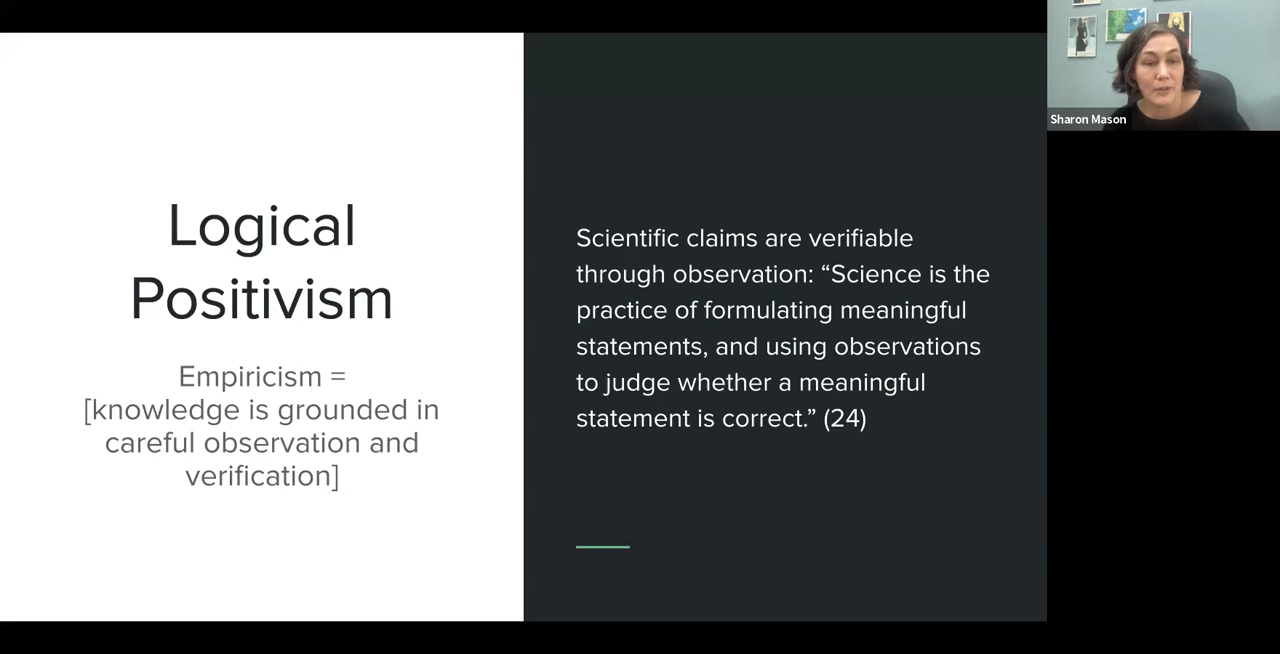 Logical
Positivism
Empiricism =
[knowledge is grounded in
careful observation and
verification]
Scientific claims are verifiable
through observation: “Science is the
practice of formulating meaningful
statements, and using observations
to judge whether a meaningful
statement is correct.” (24)
Sharon Mason